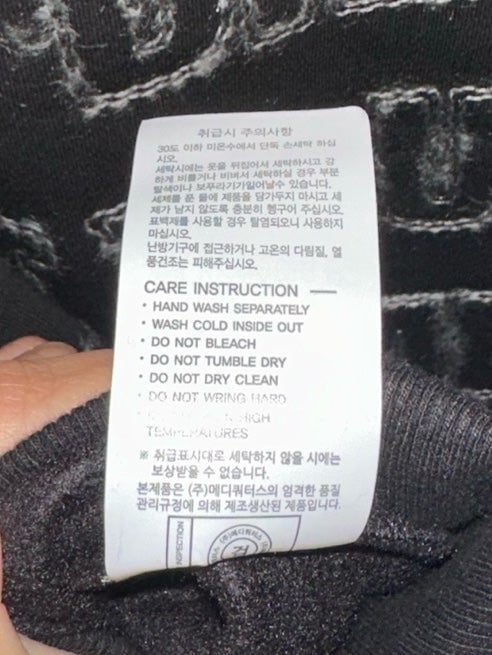 취급시 주의사항
30도 이하 미온수에서 단독 손세탁 하십
시오.
세탁시에는 옷을 뒤집어서 세탁하시고 강
하게 비틀거나 비벼서 세탁하실 경우 부분
탈색이나 보푸라기가일어날수 있습니다.
세제를 푼 물에 제품을 담가두지 마시고 세
제가 남지 않도록 충분히 헹구어 주십시오.
표백제를 사용할 경우 탈염되오니 사용하지
마십시오.
난방기구에 접근하거나 고온의 다림질, 열
풍건조는 피해주십시오.
CARE INSTRUCTION —
• HAND WASH SEPARATELY
• WASH COLD INSIDE OUT
• DO NOT BLEACH
• DO NOT TUMBLE DRY
• DO NOT DRY CLEAN
• DO NOT WRING HARD
HIGH
TEMPERATURES
※ 취급표시대로 세탁하지 않을 시에는
보상받을 수 없습니다.
본제품은 (주)메디쿼터스의 엄격한 품질
관리규정에 의해 제조생산된 제품입니다.
INSPECTION
(주)메디쿼터스
검